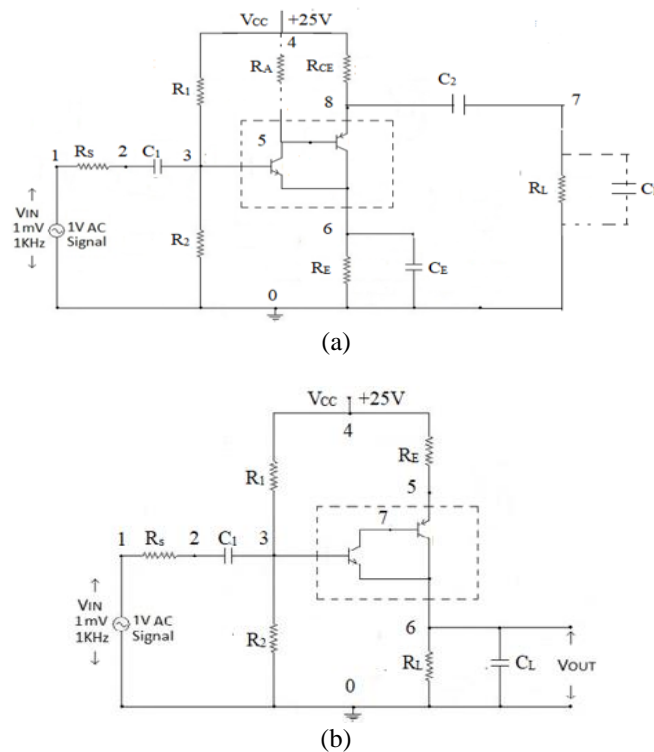 VCC +25V
4
RA
RCE
R1
C2
8
7
5
1
RS
2
C1
3
RL
C
VIN
1mV
1KHz
1V AC
Signal
R2
6
RE
CE
0
(a)
VCC +25V
4
RE
R1
5
7
1
Rs
2
C1
3
VIN
1mV
1KHz
1V AC
Signal
R2
6
RL
CL
VOUT
0
(b)